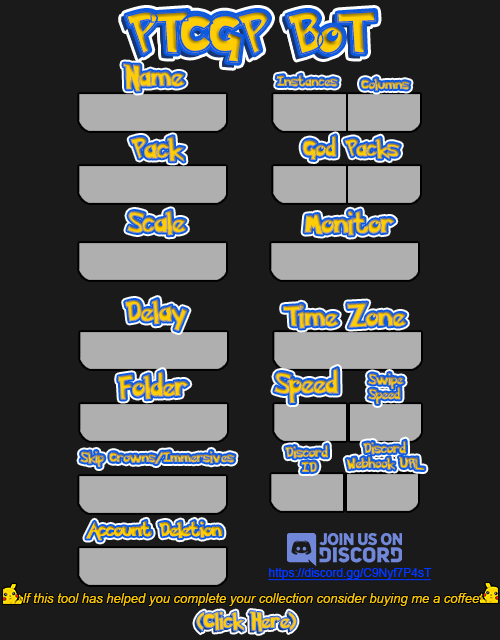 PTCGP BoT
Name
Instances
Columns
Pack
God Packs
Scale
Monitor
Delay
Time Zone
Folder
Speed
Swipe
Speed
Skip Crowns/Immersives
Discord
ID
Discord
Webhook URL
Account Deletion
JOIN US ON
DISCORD
https://discord.gg/C9Nyf7P4sT
If this tool has helped you complete your collection consider buying me a coffee!
(Click Here)